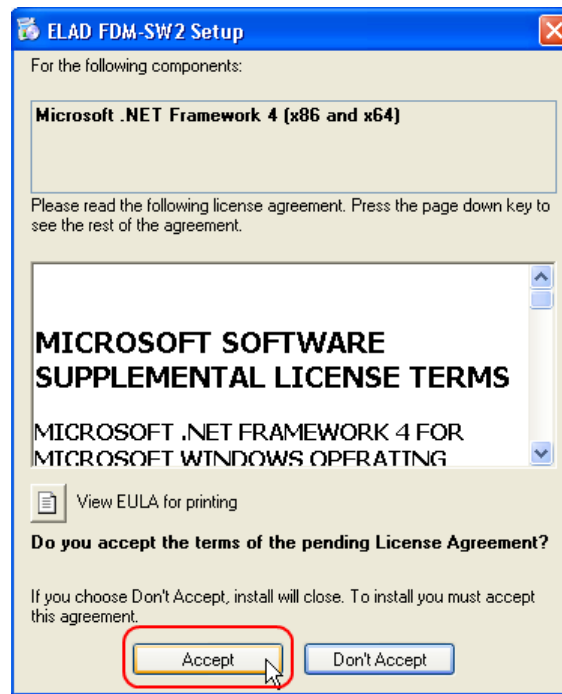 ELAD FDM-SW2 Setup
For the following components:
Microsoft .NET Framework 4 (x86 and x64)
Please read the following license agreement. Press the page down key to
see the rest of the agreement.
MICROSOFT SOFTWARE
SUPPLEMENTAL LICENSE TERMS
MICROSOFT .NET FRAMEWORK 4 FOR
MICROSOFT WINDOWS OPERATING
View EULA for printing
Do you accept the terms of the pending License Agreement?
If you choose Don't Accept, install will close. To install you must accept
this agreement.
Accept Don't Accept